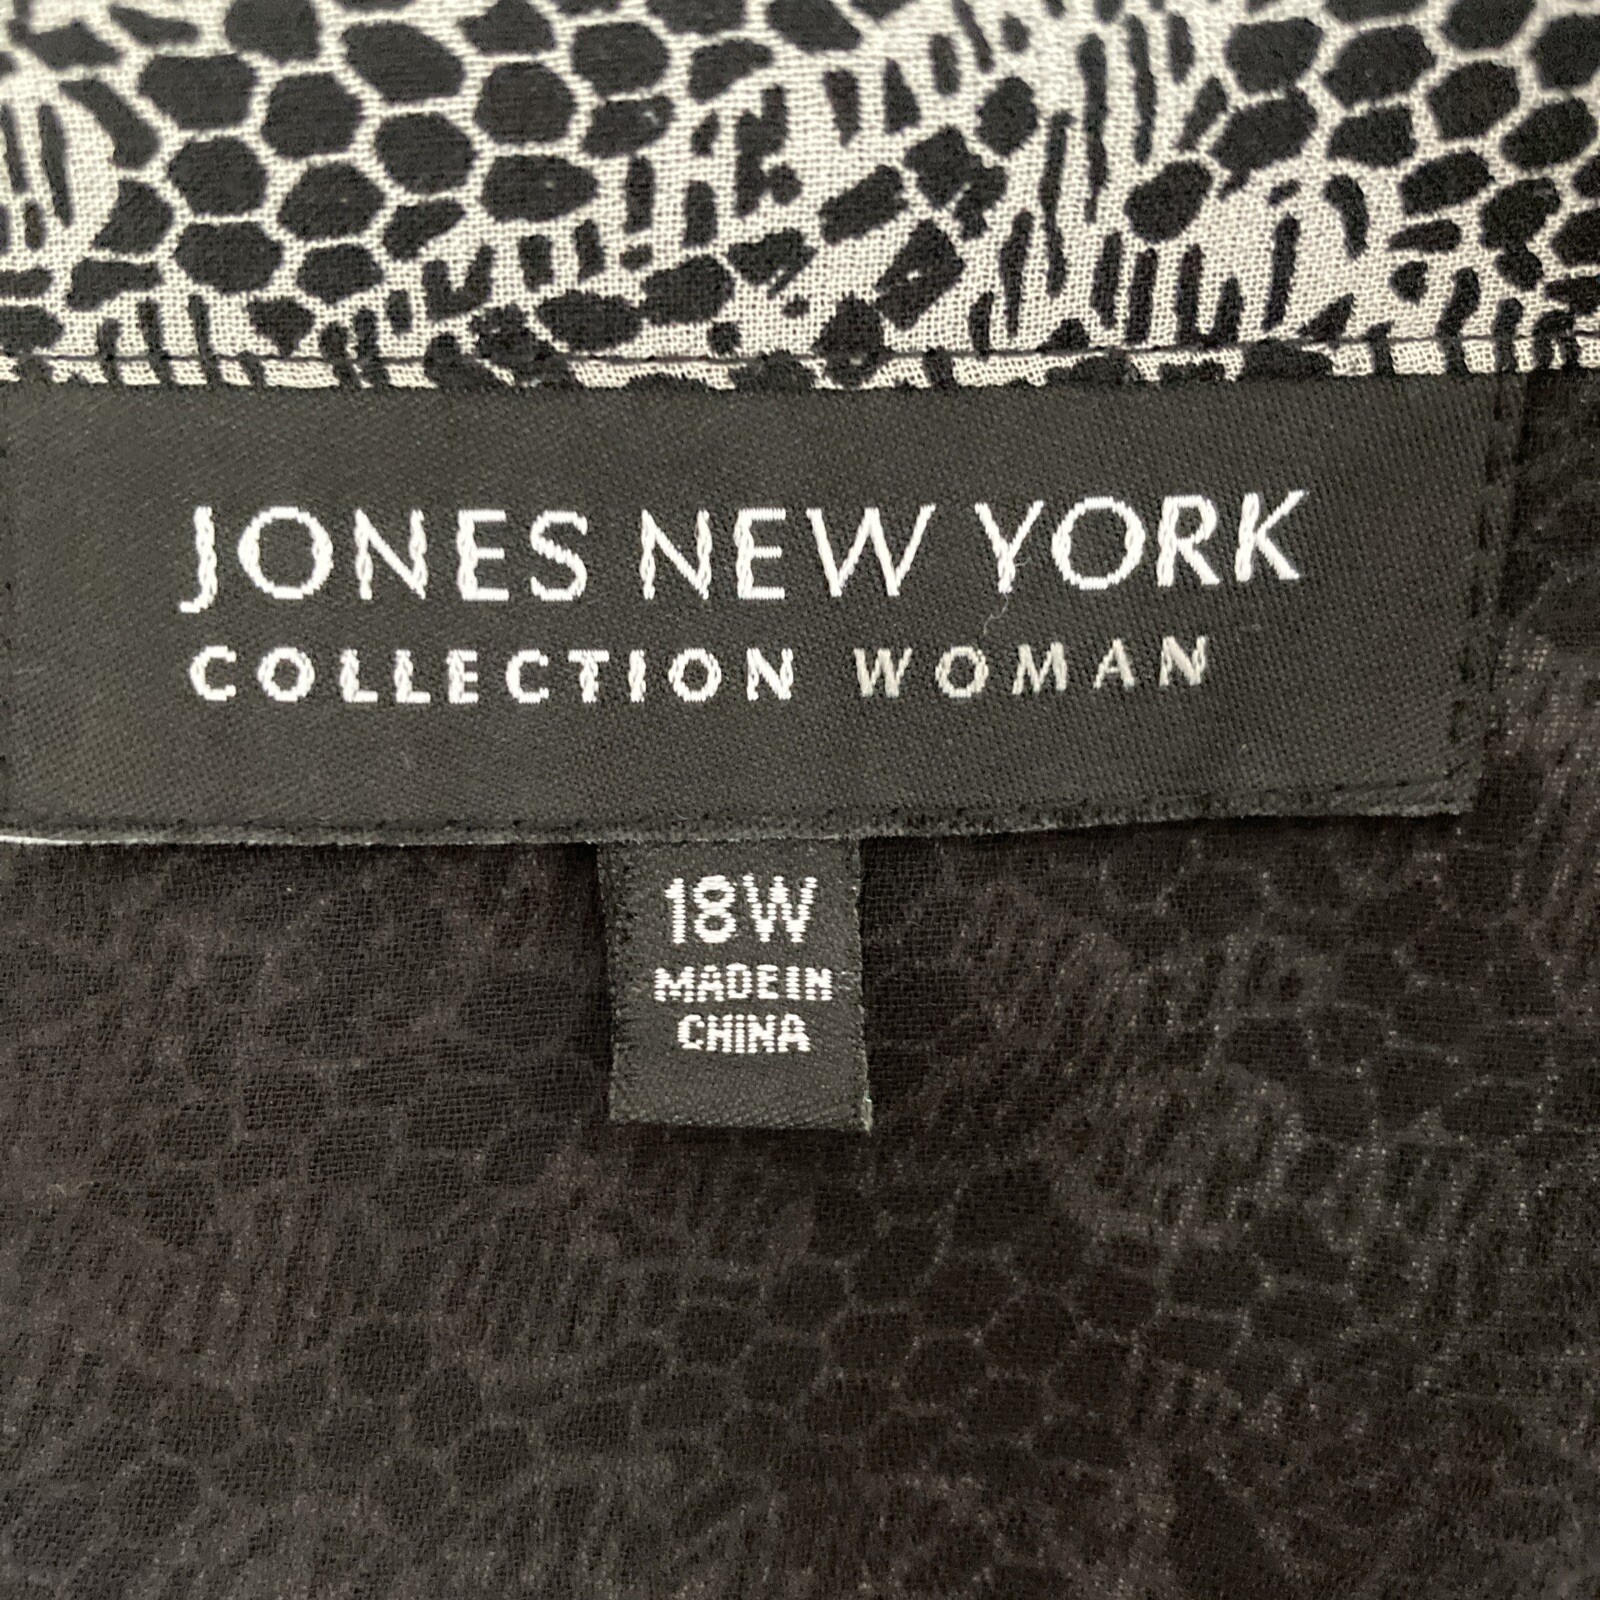 JONES NEW YORK
COLLECTION WOMAN
18W
MADE IN
CHINA